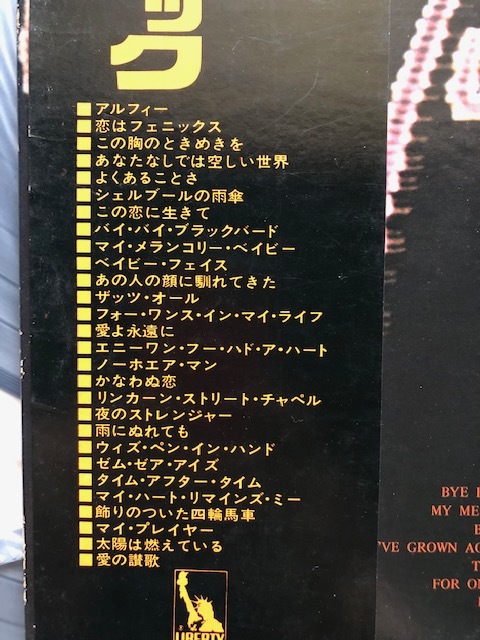 ック
■アルフィー
■恋はフェニックス
■この胸のときめきを
■あなたなしでは空しい世界
■よくあることさ
■シェルブールの雨傘
■この恋に生きて
■バイ・バイ・ブラックバード
■マイ・メランコリー・ベイビー
■ベイビー・フェイス
■あの人の顔に馴れてきた
■ザッツ・オール
■フォー・ワンス・イン・マイ・ライフ
■愛よ永遠に
■エニーワン・フー・ハド・ア・ハート
■ノーホエア・マン
■かなわぬ恋
■リンカーン・ストリート・チャペル
■夜のストレンジャー
■雨にぬれても
■ウィズ・ペン・イン・ハンド
■ゼム・ゼア・アイズ
■タイム・アフター・タイム
■マイ・ハート・リマインズ・ミー
■飾りのついた四輪馬車
■マイ・プレイヤー
■太陽は燃えている
■愛の讃歌
LIBERTY
BYE
MY ME
'VE GROWN AC
T
FOR ON